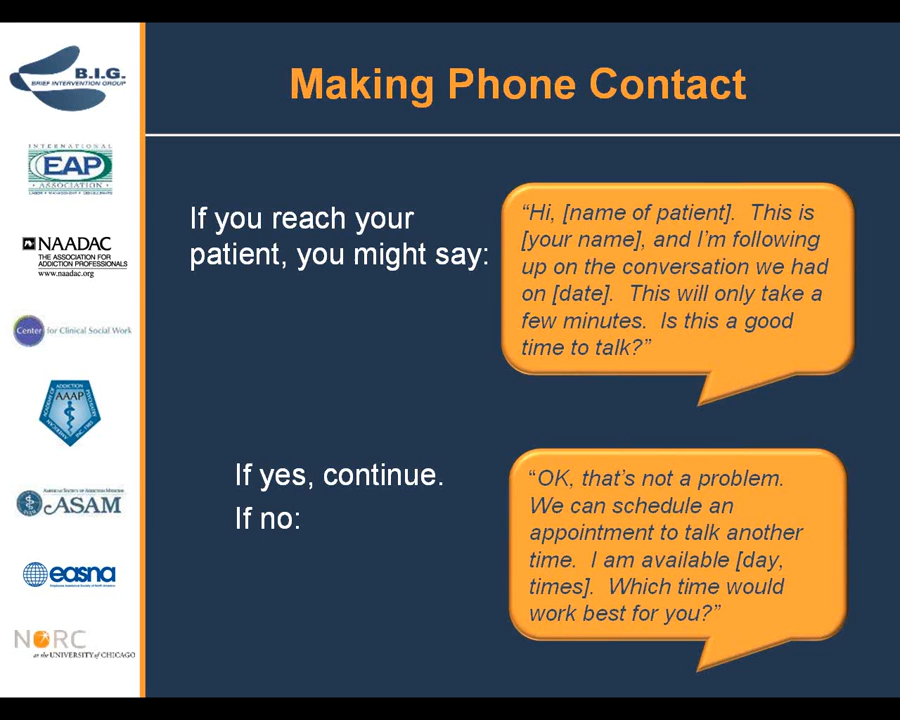 B.I.G.
BRIEF INTERVENTION GROUP
INTERNATIONAL
EAP
ASSOCIATION
NAADAC
THE ASSOCIATION FOR
ADDICTION PROFESSIONALS
www.naadac.org
Center for Clinical Social Work
AAAP
AMERICAN SOCIETY OF ADDICTION MEDICINE
ASAM
easna
NORC
at the UNIVERSITY of CHICAGO
Making Phone Contact
If you reach your
patient, you might say:
“Hi, [name of patient].  This is
[your name], and I’m following
up on the conversation we had
on [date].  This will only take a
few minutes.  Is this a good
time to talk?”
If yes, continue.
If no:
“OK, that’s not a problem.
We can schedule an
appointment to talk another
time.  I am available [day,
times].  Which time would
work best for you?”